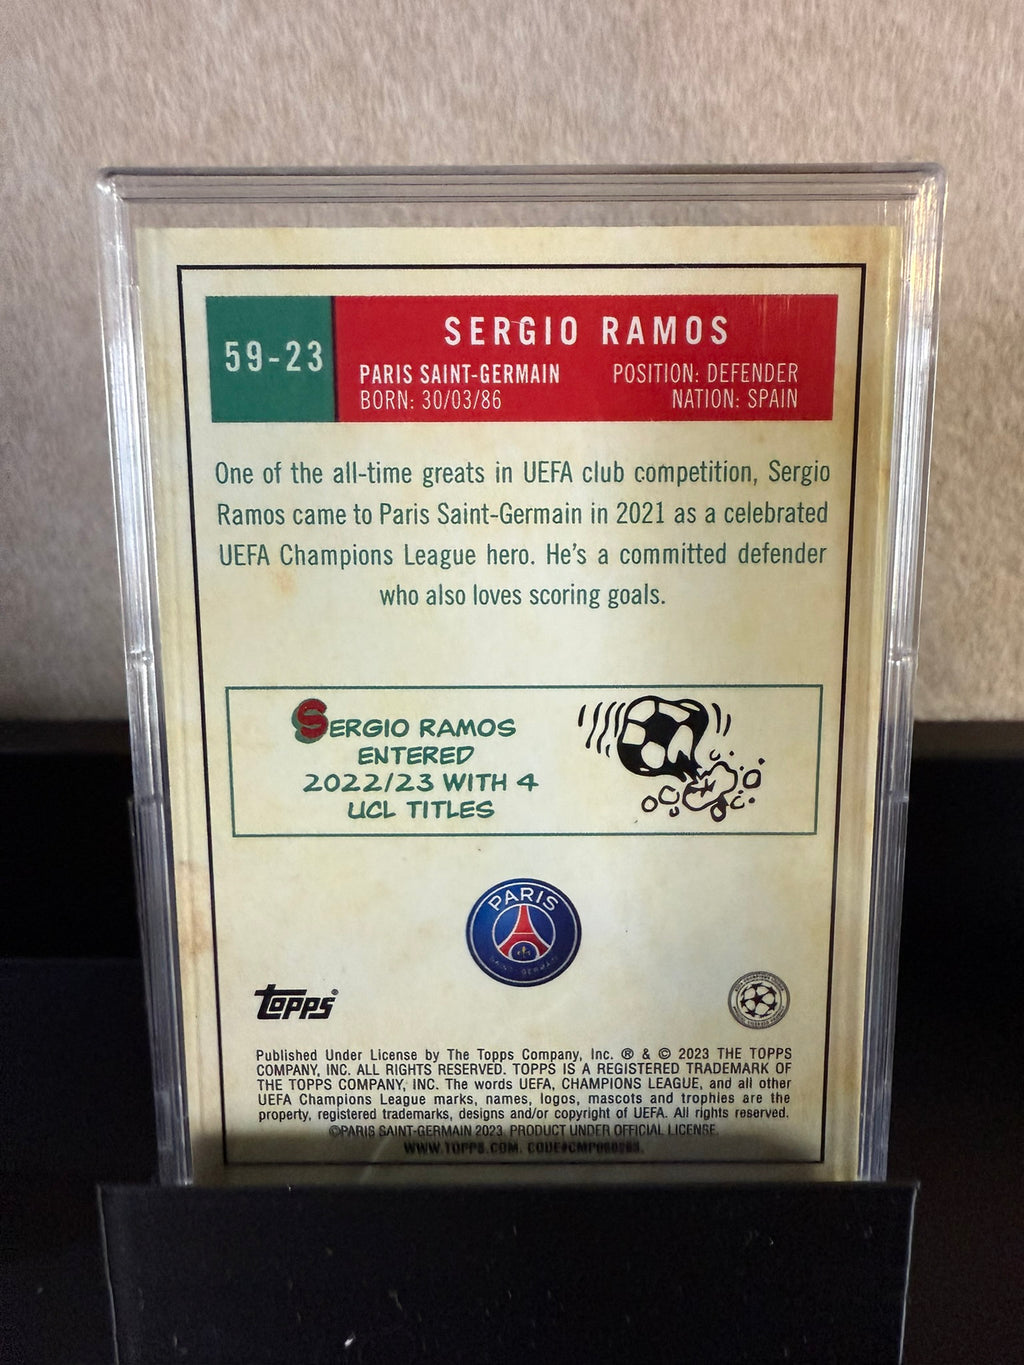 59-23
SERGIO RAMOS
PARIS SAINT-GERMAIN POSITION: DEFENDER
BORN: 30/03/86 NATION: SPAIN
One of the all-time greats in UEFA club competition, Sergio
Ramos came to Paris Saint-Germain in 2021 as a celebrated
UEFA Champions League hero. He's a committed defender
who also loves scoring goals.
SERGIO RAMOS
ENTERED
2022/23 WITH 4
UCL TITLES
PARIS
SAINT-GERMAIN
topps®
Published Under License by The Topps Company, Inc. ® & © 2023 THE TOPPS
COMPANY, INC. ALL RIGHTS RESERVED. TOPPS IS A REGISTERED TRADEMARK OF
THE TOPPS COMPANY, INC. The words UEFA, CHAMPIONS LEAGUE, and all other
UEFA Champions League marks, names, logos, mascots and trophies are the
property, registered trademarks, designs and/or copyright of UEFA. All rights reserved.
©PARIS SAINT-GERMAIN 2023. PRODUCT UNDER OFFICIAL LICENSE.
WWW.TOPPS.COM.